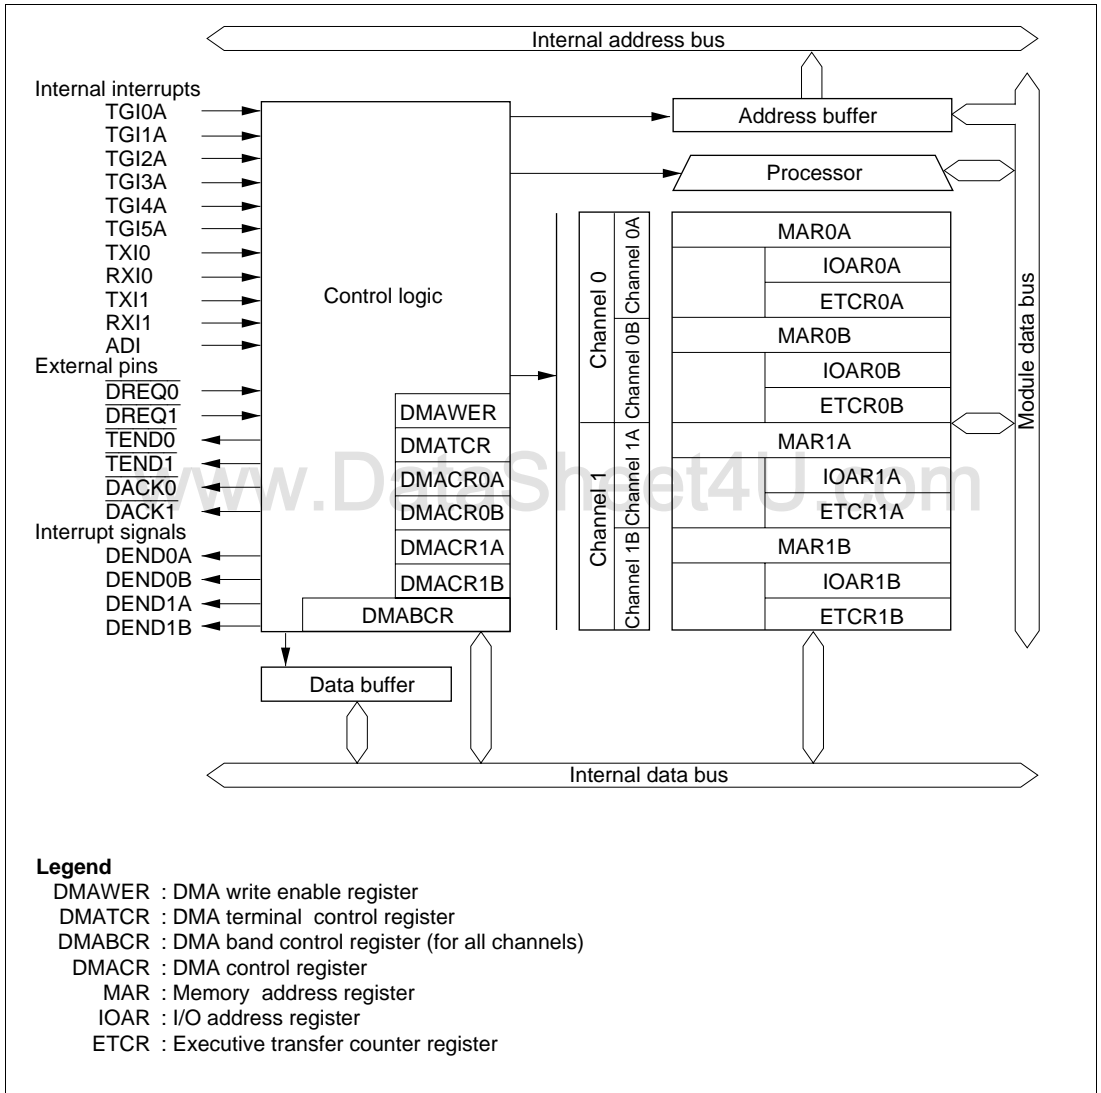 Internal address bus
Internal interrupts
TGI0A
TGI1A
TGI2A
TGI3A
TGI4A
TGI5A
TXI0
RXI0
TXI1
RXI1
ADI
External pins
DREQ0
DREQ1
TEND0
TEND1
DACK0
DACK1
Interrupt signals
DEND0A
DEND0B
DEND1A
DEND1B
Control logic
DMAWER
DMATCR
DMACR0A
DMACR0B
DMACR1A
DMACR1B
DMABCR
Data buffer
Address buffer
Processor
Channel 0
Channel 0A
Channel 0B
Channel 1
Channel 1A
Channel 1B
MAR0A
IOAR0A
ETCR0A
MAR0B
IOAR0B
ETCR0B
MAR1A
IOAR1A
ETCR1A
MAR1B
IOAR1B
ETCR1B
Module data bus
Internal data bus
www.DataSheet4U.com
Legend
DMAWER : DMA write enable register
DMATCR : DMA terminal control register
DMABCR : DMA band control register (for all channels)
DMACR : DMA control register
MAR : Memory address register
IOAR : I/O address register
ETCR : Executive transfer counter register